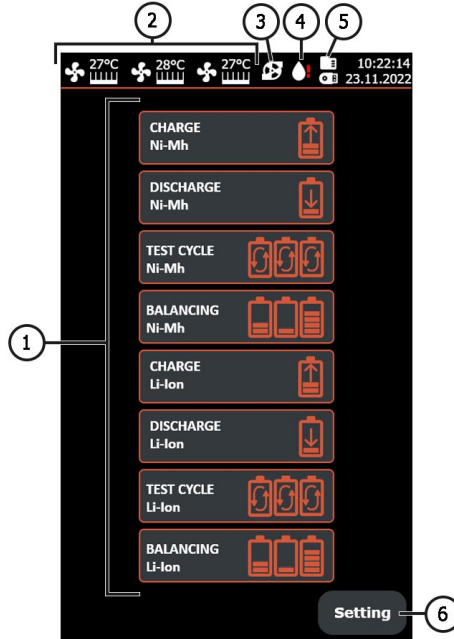 2
3
4
5
27°C
28°C
27°C
10:22:14
23.11.2022
CHARGE
Ni-Mh
DISCHARGE
Ni-Mh
TEST CYCLE
Ni-Mh
BALANCING
Ni-Mh
1
CHARGE
Li-Ion
DISCHARGE
Li-Ion
TEST CYCLE
Li-Ion
BALANCING
Li-Ion
Setting
6